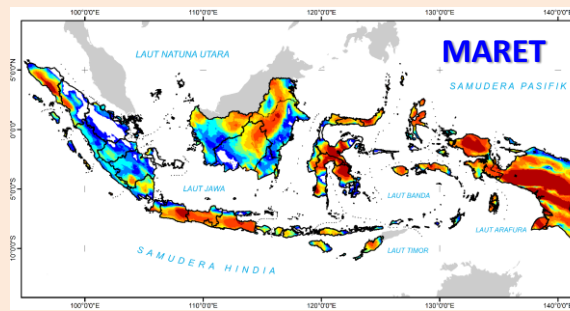 100°0'0"E 110°0'0"E 120°0'0"E 130°0'0"E 140°0'0"E
MARET
LAUT NATUNA UTARA
SAMUDERA PASIFIK
5°0'0"N
0°0'0"
LAUT JAWA
LAUT BANDA
5°0'0"S
LAUT ARAFURA
LAUT TIMOR
10°0'0"S
SAMUDERA HINDIA
100°0'0"E 110°0'0"E 120°0'0"E 130°0'0"E 140°0'0"E